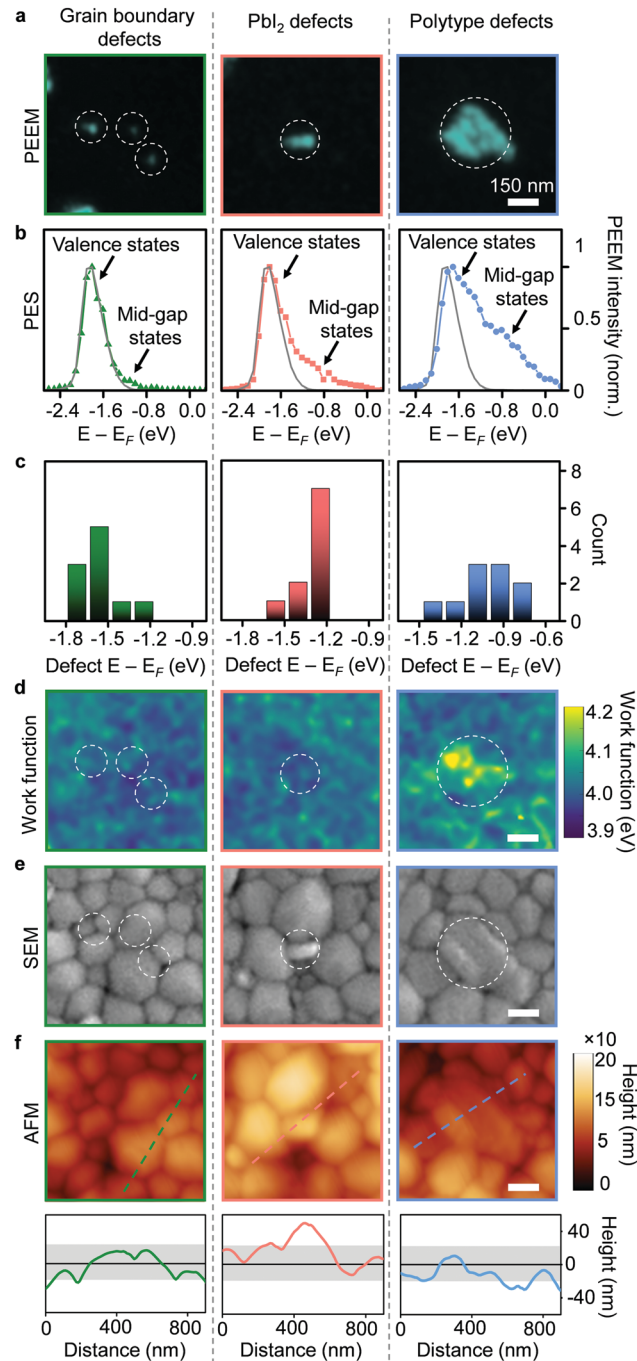 a
Grain boundary
defects
PbI₂ defects
Polytype defects
PEEM
150 nm
b
Valence states
Mid-gap
states
Valence states
Mid-gap
states
Valence states
Mid-gap
states
PES
1
0.5
0
PEEM intensity (norm.)
-2.4 -1.6 -0.8 0.0
-2.4 -1.6 -0.8 0.0
-2.4 -1.6 -0.8 0.0
E – E_F (eV)
E – E_F (eV)
E – E_F (eV)
c
8
6
4
2
0
Count
-1.8 -1.5 -1.2 -0.9
-1.8 -1.5 -1.2 -0.9
-1.5 -1.2 -0.9 -0.6
Defect E – E_F (eV)
Defect E – E_F (eV)
Defect E – E_F (eV)
d
Work function
4.2
4.1
4.0
3.9
Work function (eV)
e
SEM
f
AFM
×10
20
15
10
5
0
Height (nm)
40
0
-40
Height (nm)
0 400 800
0 400 800
0 400 800
Distance (nm)
Distance (nm)
Distance (nm)